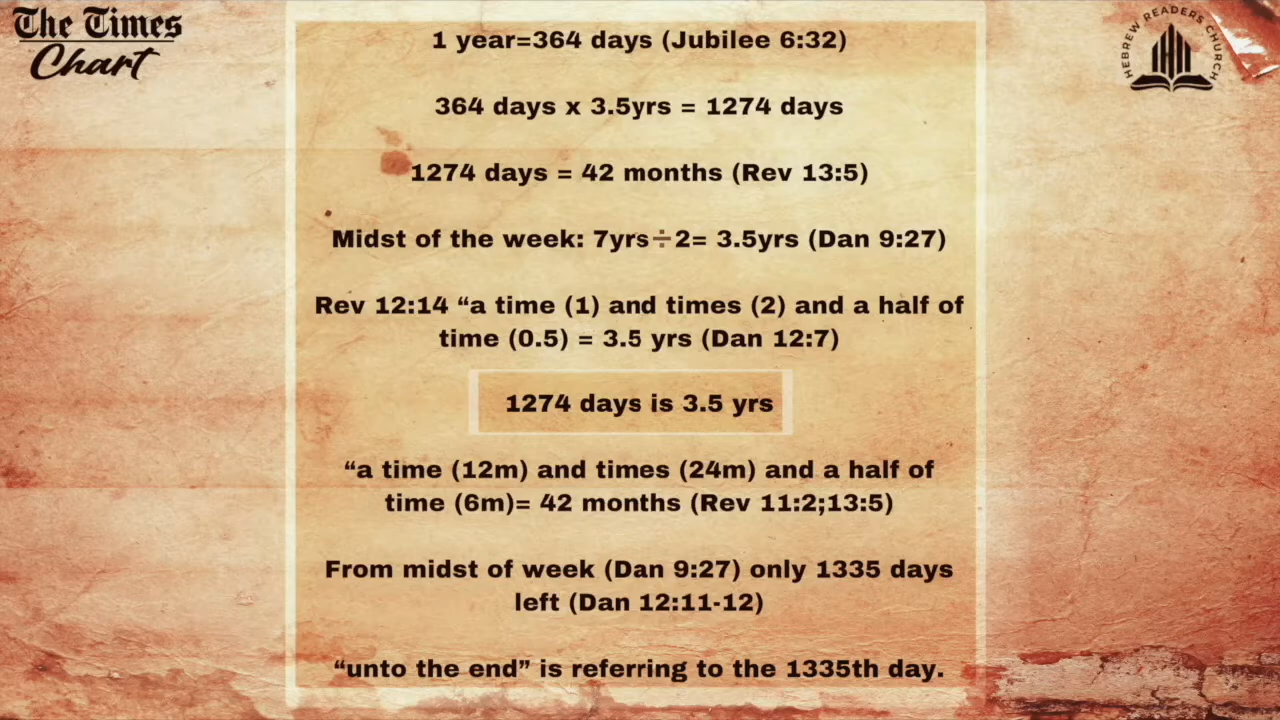 The Times
Chart
HEBREW READERS CHURCH
1 year=364 days (Jubilee 6:32)
364 days x 3.5yrs = 1274 days
1274 days = 42 months (Rev 13:5)
Midst of the week: 7yrs÷2= 3.5yrs (Dan 9:27)
Rev 12:14 “a time (1) and times (2) and a half of
time (0.5) = 3.5 yrs (Dan 12:7)
1274 days is 3.5 yrs
“a time (12m) and times (24m) and a half of
time (6m)= 42 months (Rev 11:2;13:5)
From midst of week (Dan 9:27) only 1335 days
left (Dan 12:11-12)
“unto the end” is referring to the 1335th day.